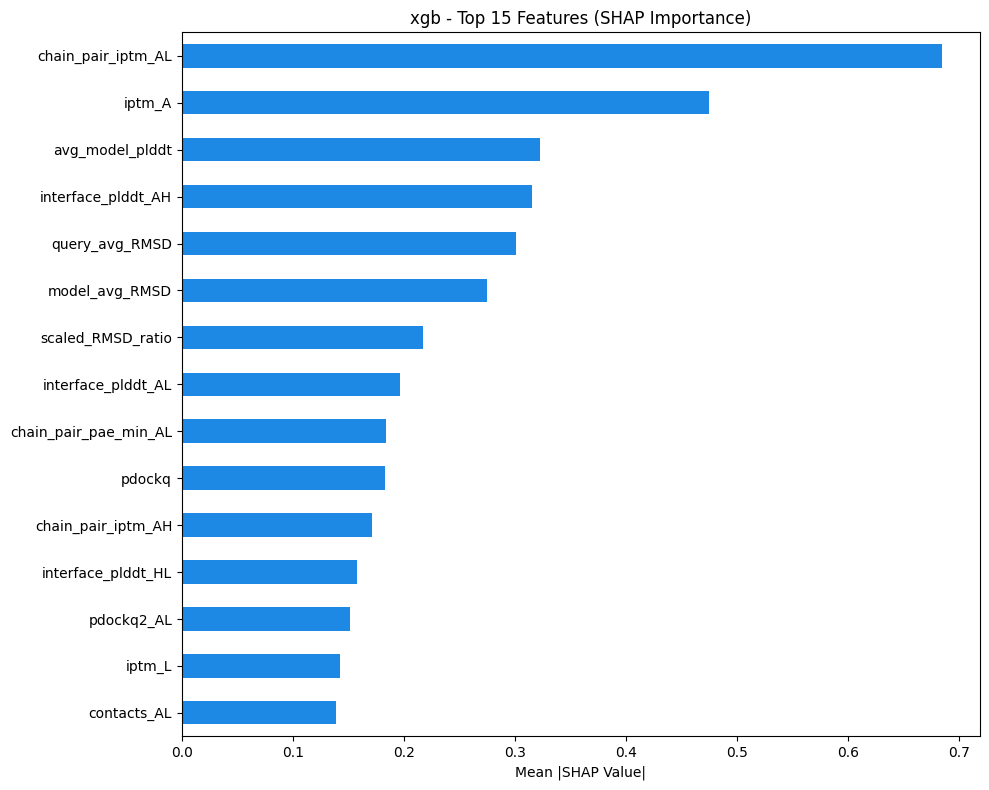 xgb - Top 15 Features (SHAP Importance)
chain_pair_iptm_AL
iptm_A
avg_model_plddt
interface_plddt_AH
query_avg_RMSD
model_avg_RMSD
scaled_RMSD_ratio
interface_plddt_AL
chain_pair_pae_min_AL
pdockq
chain_pair_iptm_AH
interface_plddt_HL
pdockq2_AL
iptm_L
contacts_AL
0.0 0.1 0.2 0.3 0.4 0.5 0.6 0.7
Mean |SHAP Value|